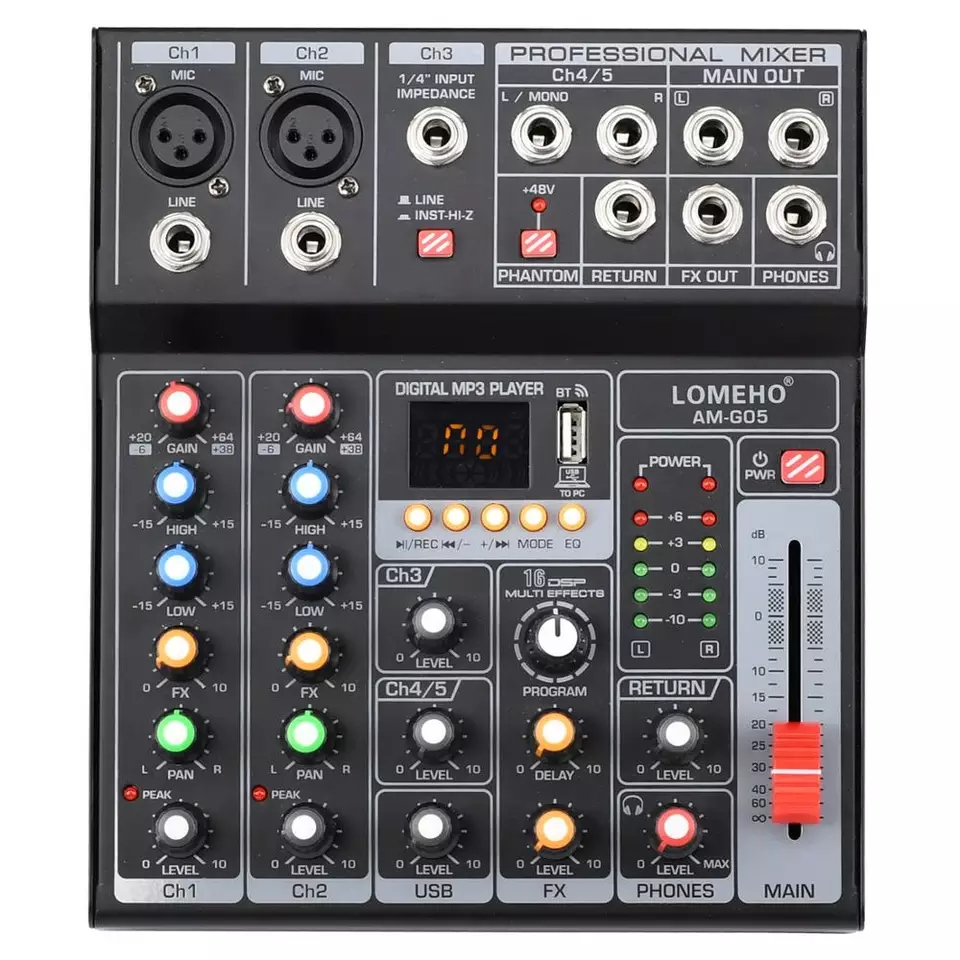 Ch1
Ch2
Ch3
PROFESSIONAL MIXER
MIC
MIC
1/4" INPUT
IMPEDANCE
Ch4/5
MAIN OUT
L / MONO
R
L
R
LINE
LINE
LINE
INST-HI-Z
+48V
PHANTOM
RETURN
FX OUT
PHONES
+20
-6
GAIN
+64
+38
+20
-6
GAIN
+64
+38
DIGITAL MP3 PLAYER
BT
no
USB
TO PC
LOMEHO®
AM-G05
-15
HIGH
+15
-15
HIGH
+15
▶II/REC
I◀◀/-
+/▶▶I
MODE
EQ
POWER
PWR
+6
+3
0
-3
-10
L
R
-15
LOW
+15
-15
LOW
+15
Ch3
0
LEVEL
10
16 DSP
MULTI EFFECTS
PROGRAM
0
FX
10
0
FX
10
Ch4/5
0
LEVEL
10
0
DELAY
10
RETURN
0
LEVEL
10
L
PAN
R
L
PAN
R
PEAK
PEAK
0
LEVEL
10
0
LEVEL
10
0
LEVEL
10
0
LEVEL
10
0
LEVEL
MAX
dB
10
0
10
15
20
25
30
40
60
∞
Ch1
Ch2
USB
FX
PHONES
MAIN